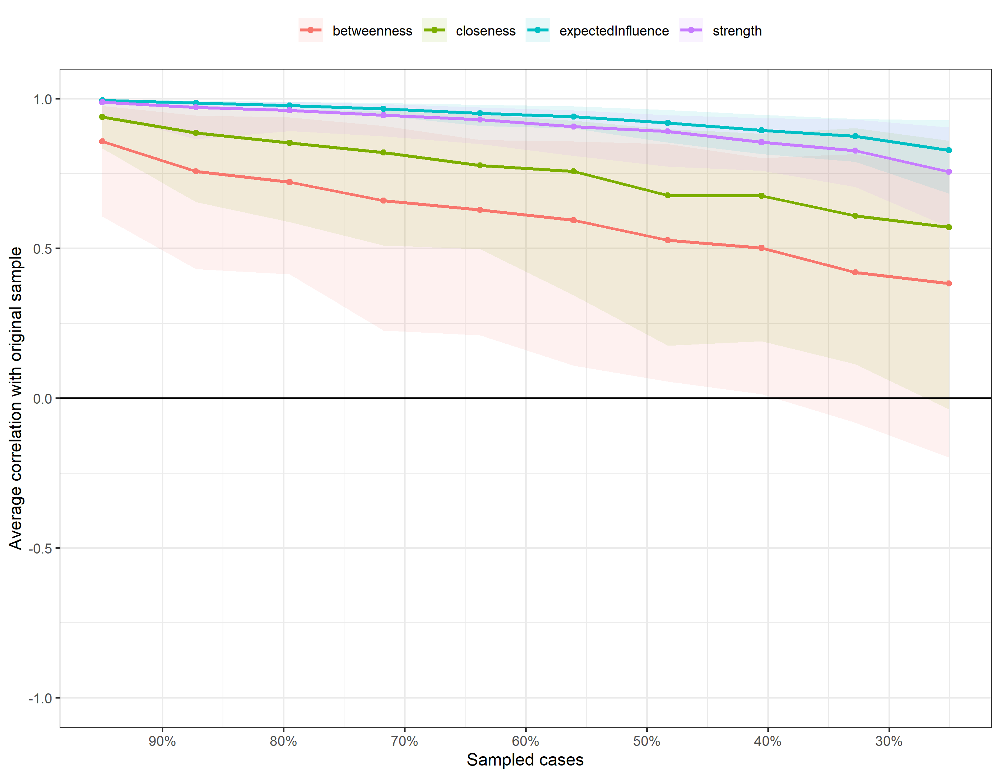 betweenness closeness expectedInfluence strength
Average correlation with original sample
1.0
0.5
0.0
-0.5
-1.0
90% 80% 70% 60% 50% 40% 30%
Sampled cases